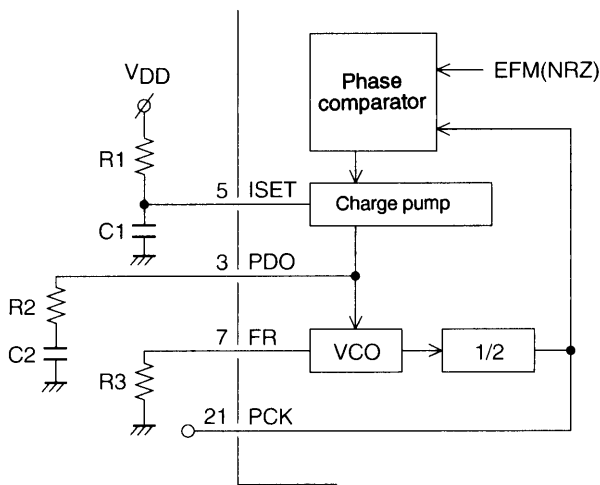 Phase
comparator
EFM(NRZ)
VDD
R1
5 ISET
Charge pump
C1
3 PDO
R2
7 FR
VCO
1/2
C2
R3
21 PCK